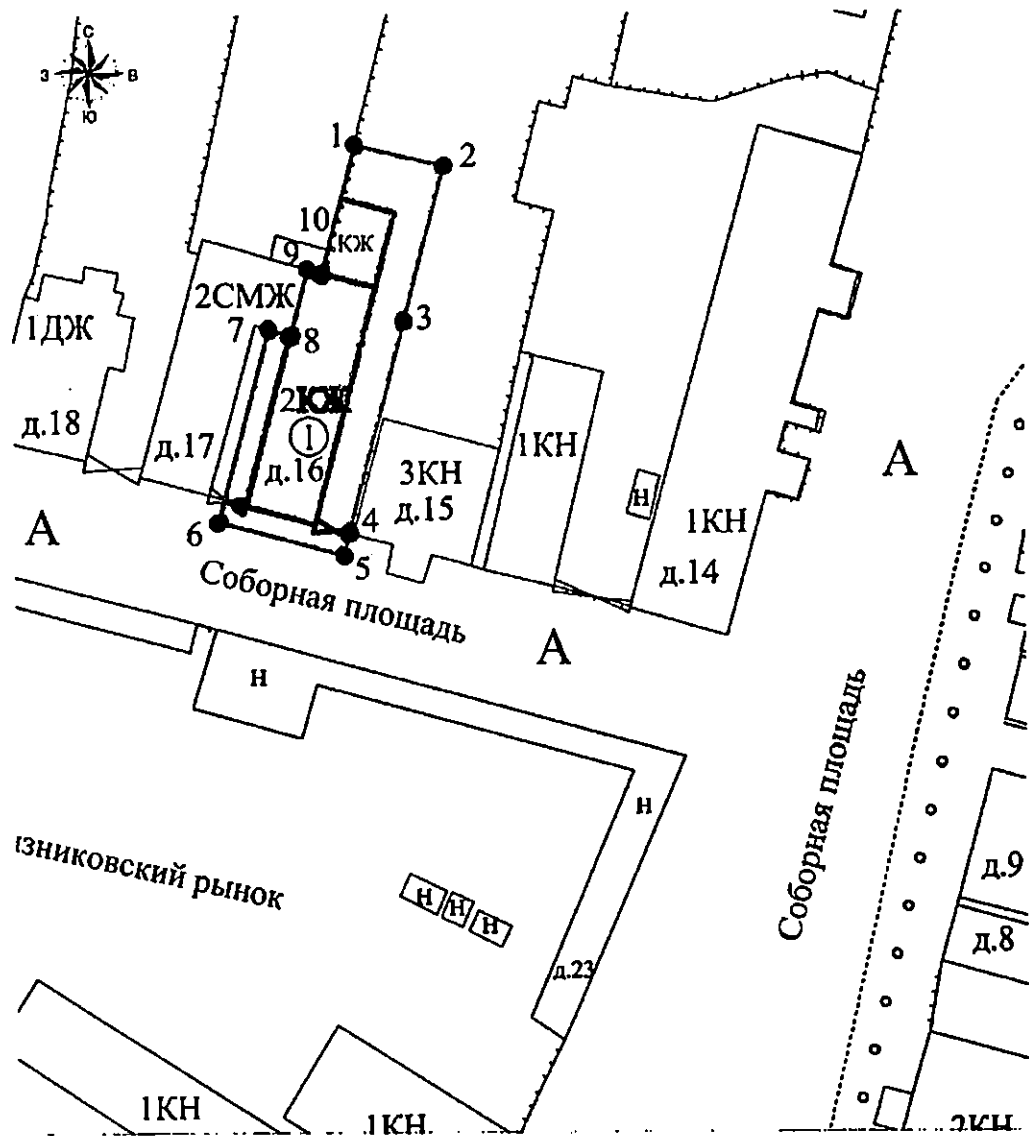 С
З В
Ю
1
2
10
кж
9
2СМЖ
3
7
8
1ДЖ
1
д.18
д.17
д.16
3КН
д.15
1КН
н
1КН
д.14
А
А
4
6
5
Соборная площадь
А
н
Соборная площадь
н
зниковский рынок
н
н
н
д.23
д.9
д.8
1КН
1КН
2КН